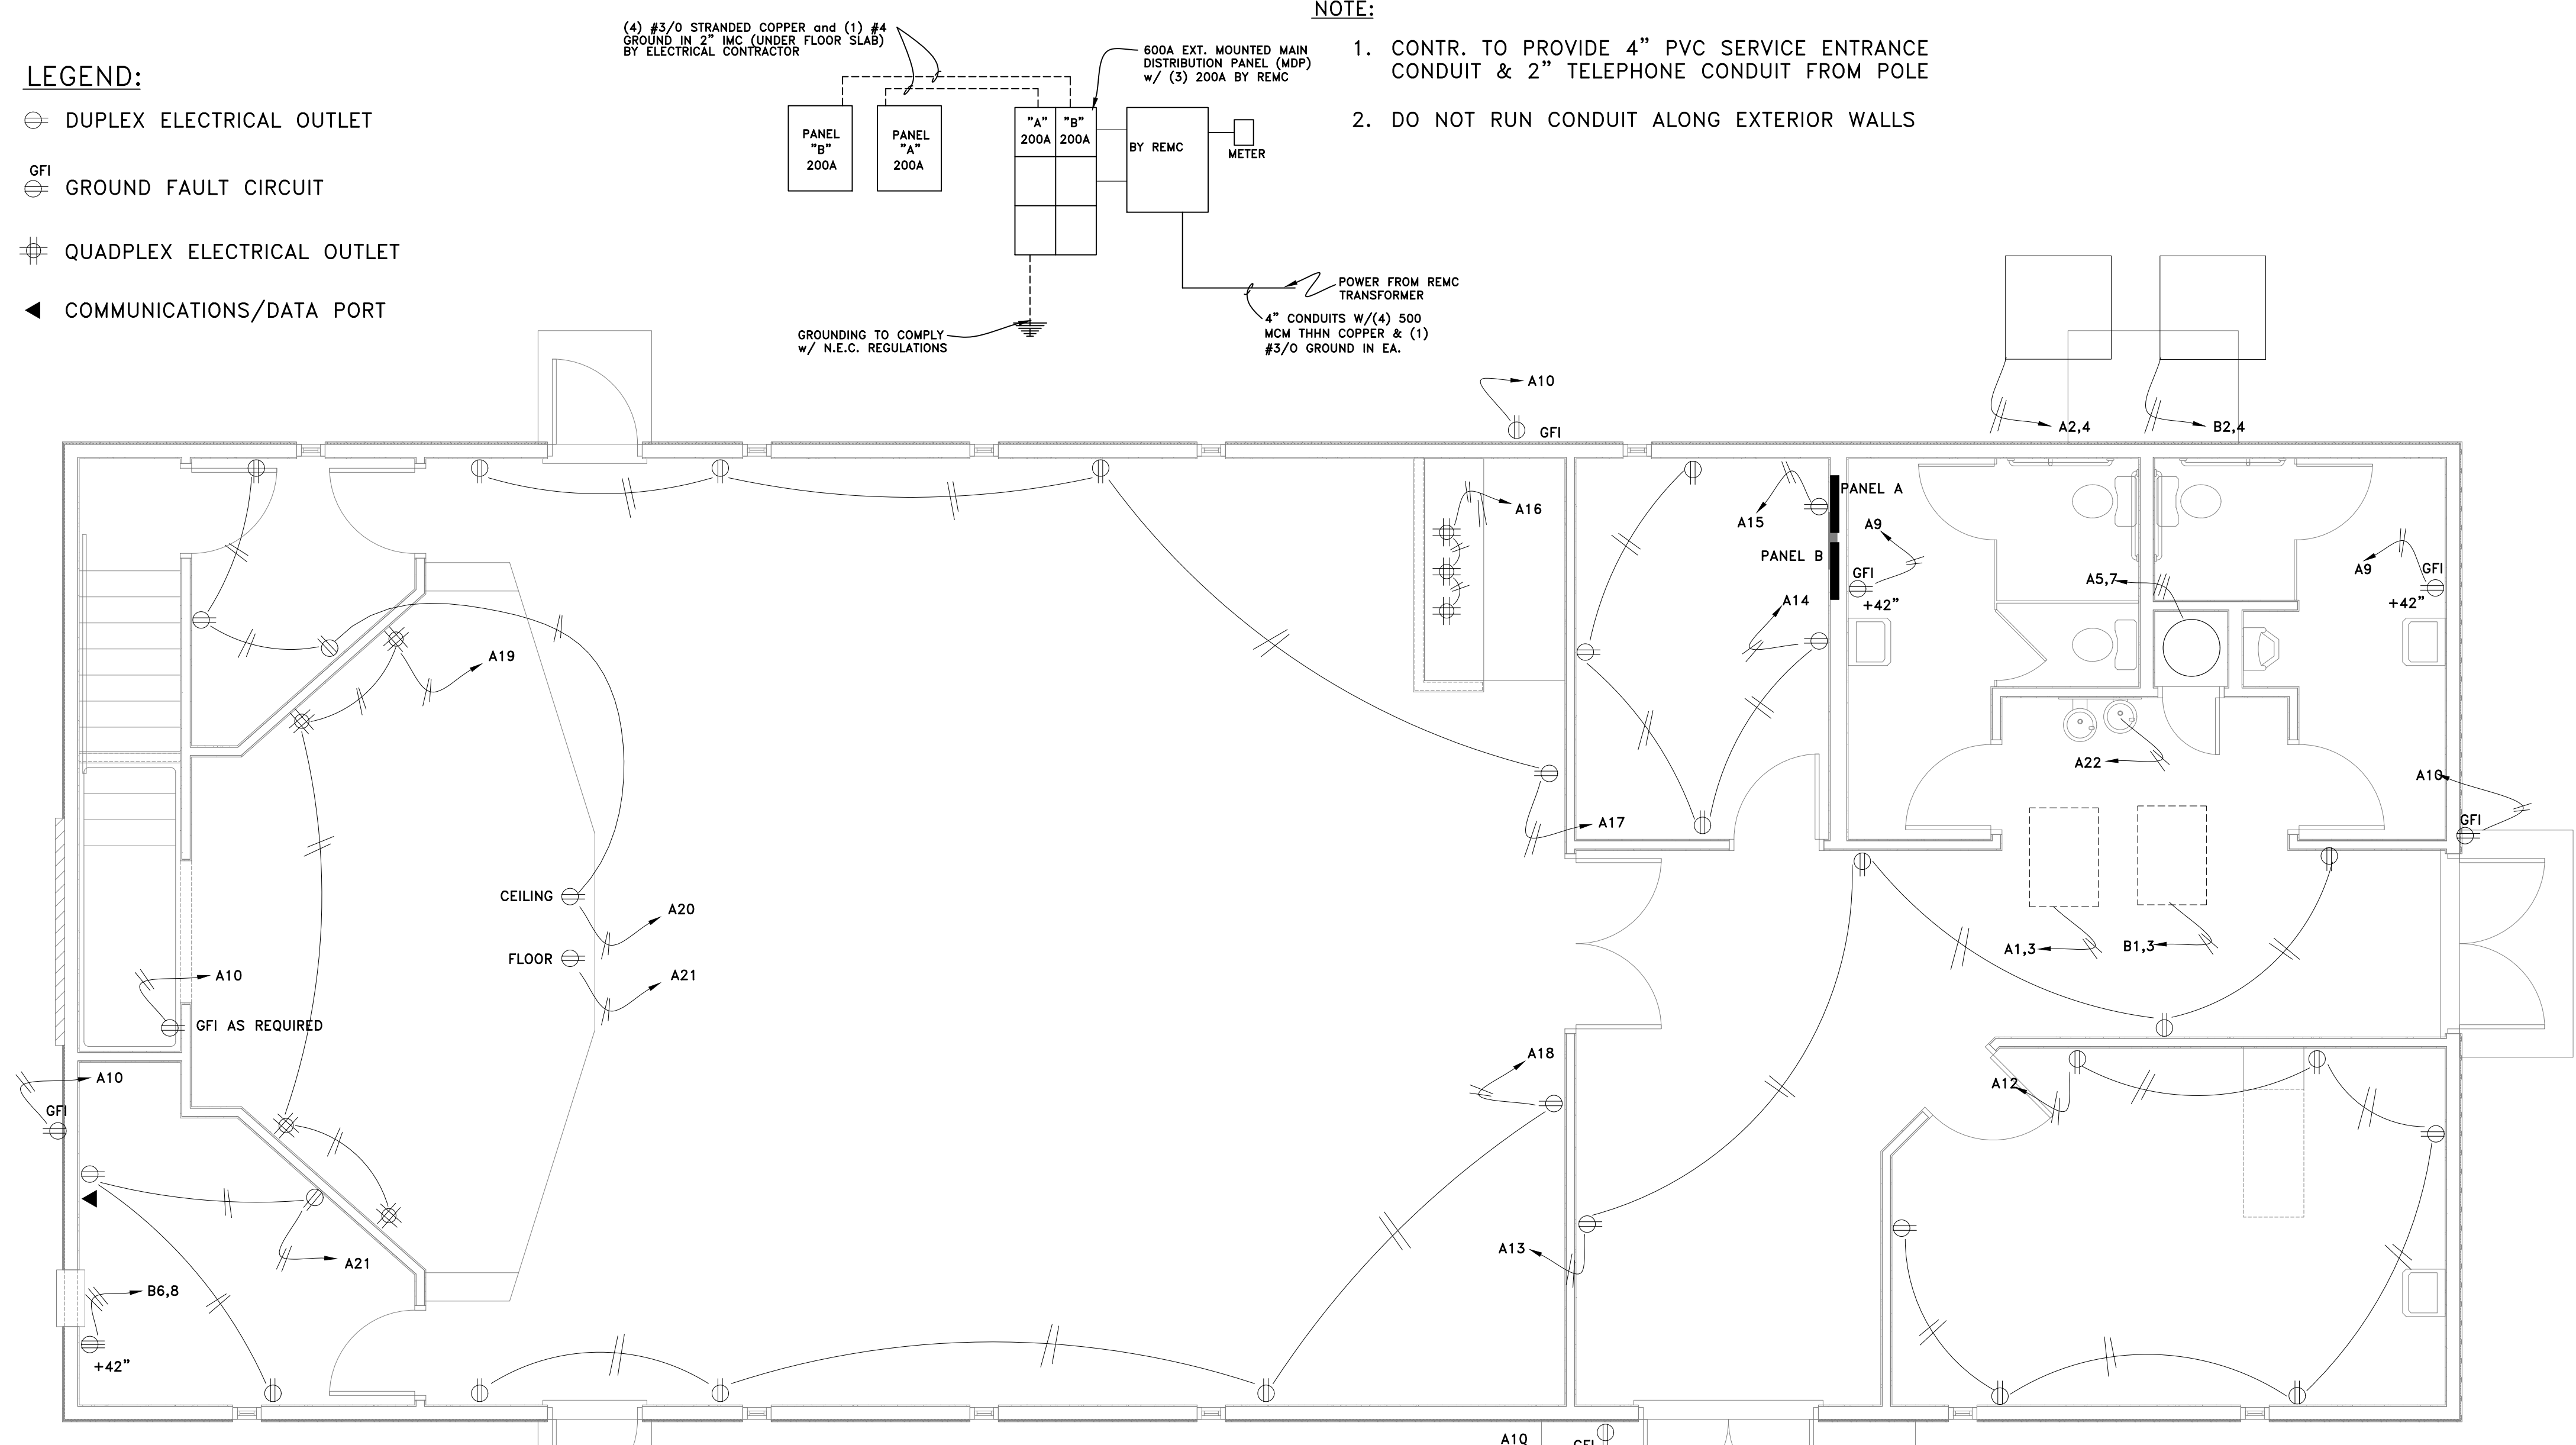 NOTE:
1. CONTR. TO PROVIDE 4” PVC SERVICE ENTRANCE
CONDUIT & 2” TELEPHONE CONDUIT FROM POLE
2. DO NOT RUN CONDUIT ALONG EXTERIOR WALLS
LEGEND:
DUPLEX ELECTRICAL OUTLET
GFI
GROUND FAULT CIRCUIT
QUADPLEX ELECTRICAL OUTLET
COMMUNICATIONS/DATA PORT
(4) #3/0 STRANDED COPPER and (1) #4
GROUND IN 2” IMC (UNDER FLOOR SLAB)
BY ELECTRICAL CONTRACTOR
600A EXT. MOUNTED MAIN
DISTRIBUTION PANEL (MDP)
w/ (3) 200A BY REMC
PANEL
”B”
200A
PANEL
”A”
200A
”A”
200A
”B”
200A
BY REMC
METER
POWER FROM REMC
TRANSFORMER
4” CONDUITS W/(4) 500
MCM THHN COPPER & (1)
#3/0 GROUND IN EA.
GROUNDING TO COMPLY
w/ N.E.C. REGULATIONS
A10
GFI
A2,4
B2,4
A16
A15
PANEL A
PANEL B
A9
GFI
+42”
A14
A5,7
A9
GFI
+42”
A19
A22
A10
GFI
A17
CEILING
A20
FLOOR
A21
A1,3
B1,3
A10
GFI AS REQUIRED
A10
GFI
A18
A12
A13
A21
B6,8
+42”
A10
GFI